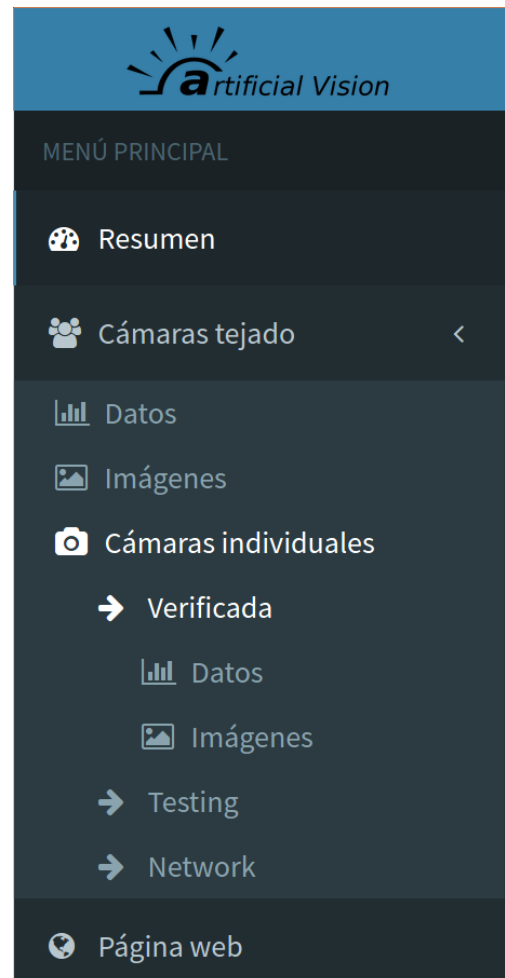 artificial Vision
MENÚ PRINCIPAL
Resumen
Cámaras tejado
Datos
Imágenes
Cámaras individuales
Verificada
Datos
Imágenes
Testing
Network
Página web